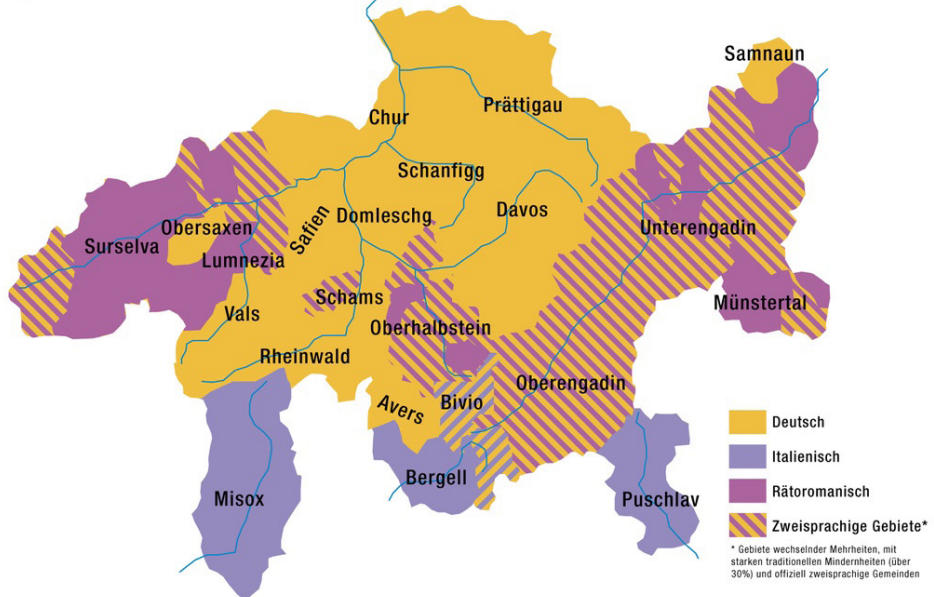 Samnaun
Prättigau
Chur
Schanfigg
Davos
Domleschg
Safien
Obersaxen
Unterengadin
Surselva
Lumnezia
Schams
Münstertal
Vals
Oberhalbstein
Rheinwald
Oberengadin
Avers
Bivio
Bergell
Misox
Puschlav
Deutsch
Italienisch
Rätoromanisch
Zweisprachige Gebiete*
* Gebiete wechselnder Mehrheiten, mit
starken traditionellen Mindernheiten (über
30%) und offiziell zweisprachige Gemeinden